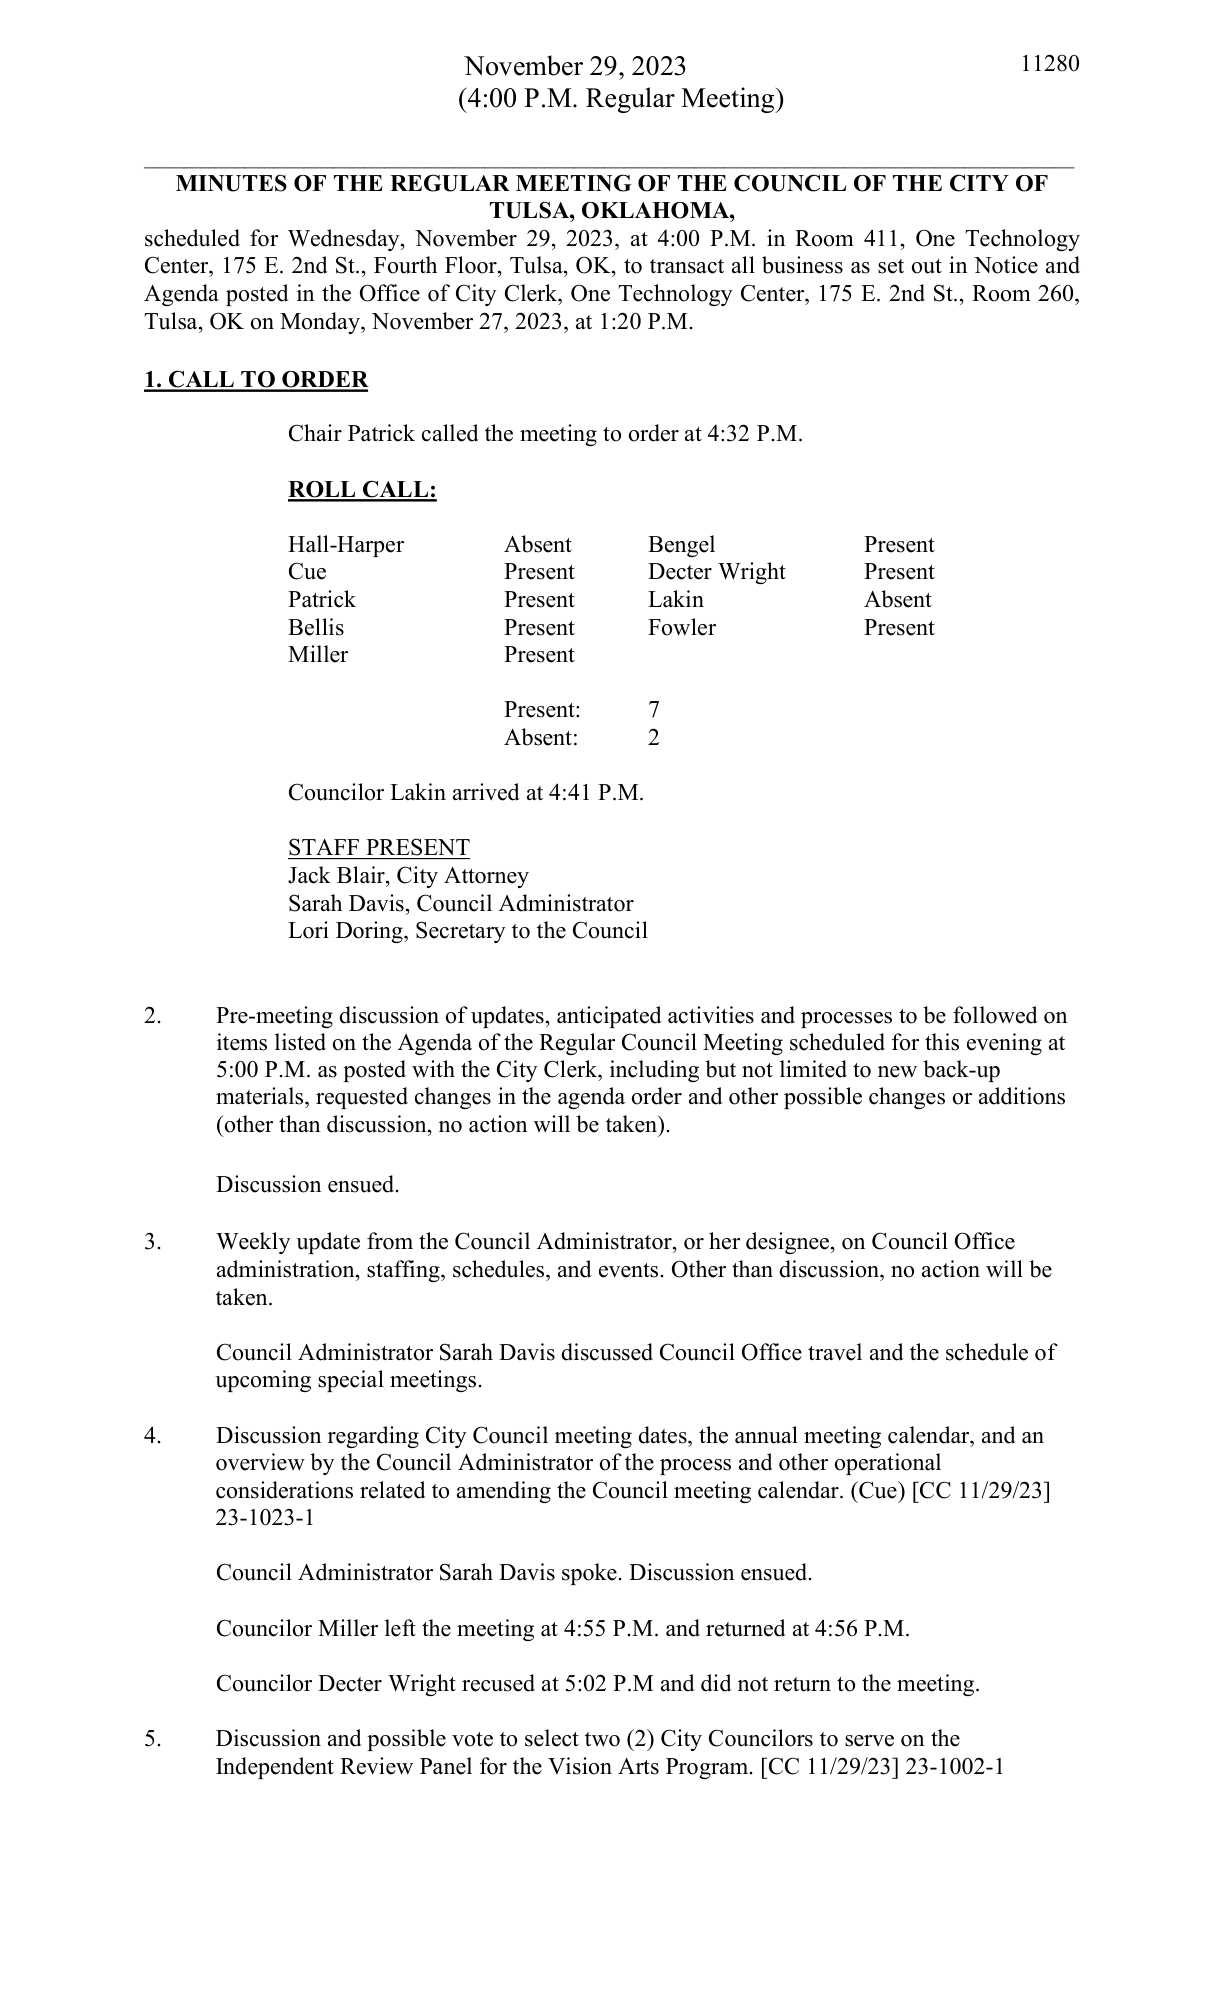 November 29, 2023
11280
(4:00 P.M. Regular Meeting)
MINUTES OF THE REGULAR MEETING OF THE COUNCIL OF THE CITY OF
TULSA, OKLAHOMA,
scheduled for Wednesday, November 29, 2023, at 4:00 P.M. in Room 411, One Technology
Center, 175 E. 2nd St., Fourth Floor, Tulsa, OK, to transact all business as set out in Notice and
Agenda posted in the Office of City Clerk, One Technology Center, 175 E. 2nd St., Room 260,
Tulsa, OK on Monday, November 27, 2023, at 1:20 P.M.
1. CALL TO ORDER
Chair Patrick called the meeting to order at 4:32 P.M.
ROLL CALL:
Hall-Harper Absent Bengel Present
Cue Present Decter Wright Present
Patrick Present Lakin Absent
Bellis Present Fowler Present
Miller Present
Present: 7
Absent: 2
Councilor Lakin arrived at 4:41 P.M.
STAFF PRESENT
Jack Blair, City Attorney
Sarah Davis, Council Administrator
Lori Doring, Secretary to the Council
2. Pre-meeting discussion of updates, anticipated activities and processes to be followed on
items listed on the Agenda of the Regular Council Meeting scheduled for this evening at
5:00 P.M. as posted with the City Clerk, including but not limited to new back-up
materials, requested changes in the agenda order and other possible changes or additions
(other than discussion, no action will be taken).
Discussion ensued.
3. Weekly update from the Council Administrator, or her designee, on Council Office
administration, staffing, schedules, and events. Other than discussion, no action will be
taken.
Council Administrator Sarah Davis discussed Council Office travel and the schedule of
upcoming special meetings.
4. Discussion regarding City Council meeting dates, the annual meeting calendar, and an
overview by the Council Administrator of the process and other operational
considerations related to amending the Council meeting calendar. (Cue) [CC 11/29/23]
23-1023-1
Council Administrator Sarah Davis spoke. Discussion ensued.
Councilor Miller left the meeting at 4:55 P.M. and returned at 4:56 P.M.
Councilor Decter Wright recused at 5:02 P.M and did not return to the meeting.
5. Discussion and possible vote to select two (2) City Councilors to serve on the
Independent Review Panel for the Vision Arts Program. [CC 11/29/23] 23-1002-1